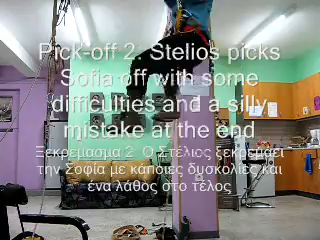 Pick-off 2: Stelios picks
Sofia off with some
difficulties and a silly
mistake at the end
Ξεκρέμασμα 2: Ο Στέλιος ξεκρεμάει
την Σοφία με κάποιες δυσκολίες και
ένα λάθος στο τέλος